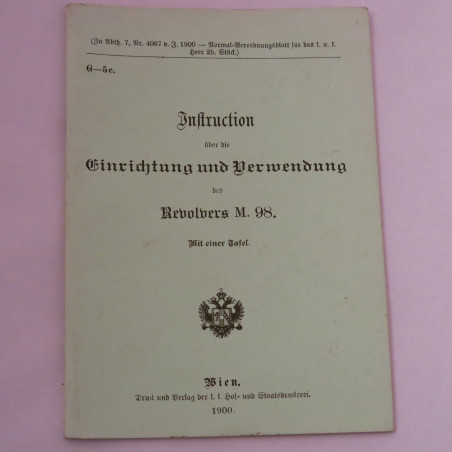 (Zu Abth. 7, Nr. 4067 v. J. 1900 — Normal-Verordnungsblatt für das k. u. k.
Heer 25. Stück.)
G—5e.
Instruction
über die
Einrichtung und Verwendung
des
Revolvers M. 98.
Mit einer Tafel.
Wien.
Druck und Verlag der k. k. Hof- und Staatsdruckerei.
1900.